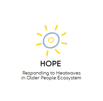 HOPE
Responding to Heatwaves
in Older People Ecosystem